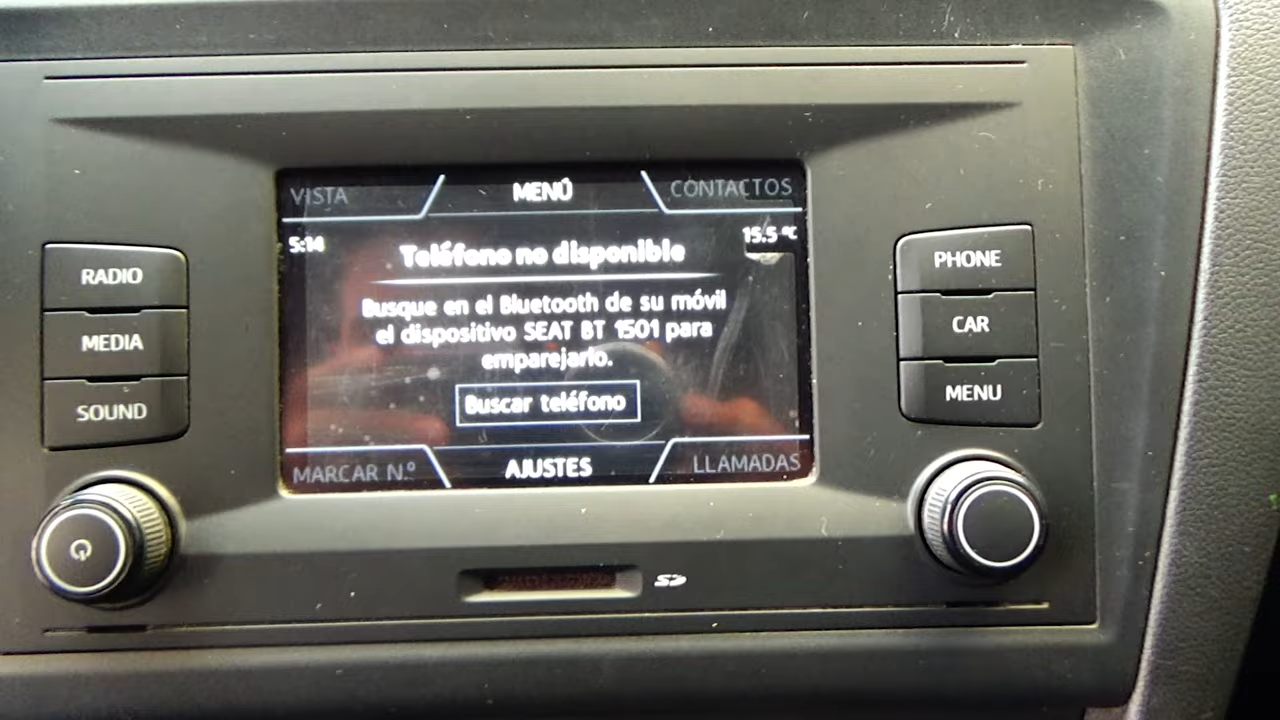 VISTA
MENÚ
CONTACTOS
5:14
15.5 ºC
Teléfono no disponible
Busque en el Bluetooth de su móvil
el dispositivo SEAT BT 1501 para
emparejarlo.
Buscar teléfono
MARCAR N.º
AJUSTES
LLAMADAS
RADIO
MEDIA
SOUND
PHONE
CAR
MENU
SD